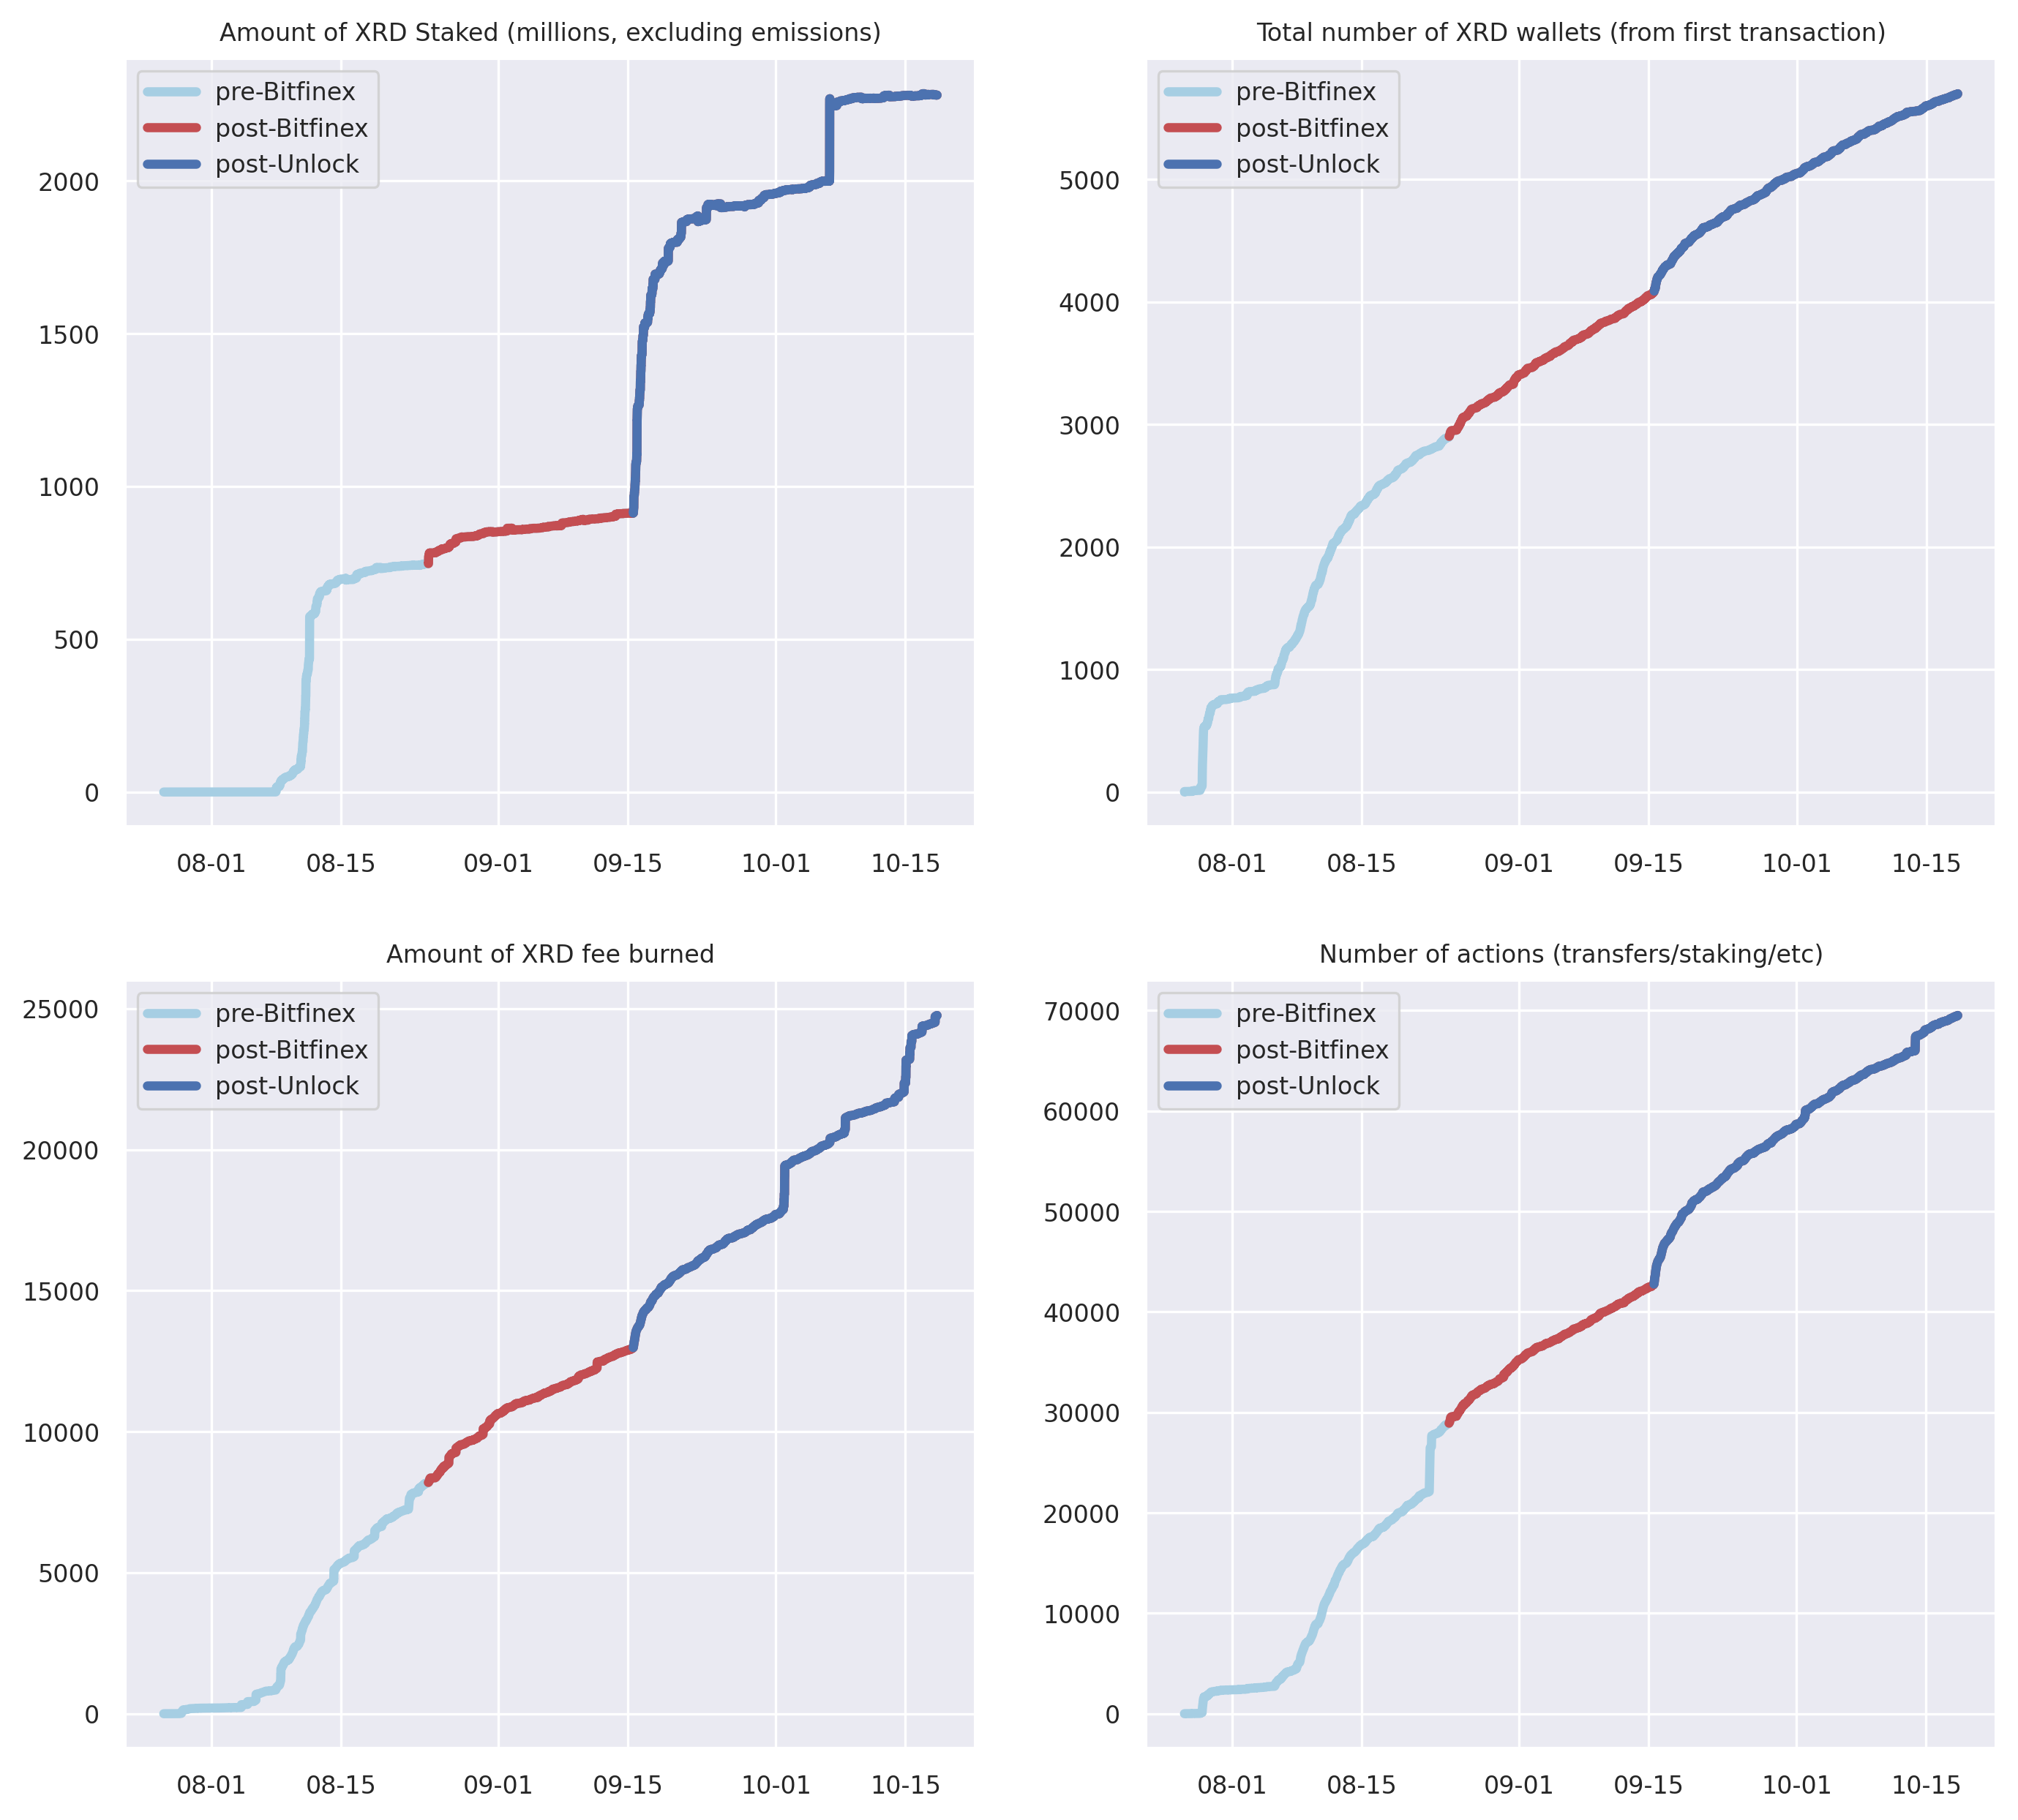 Amount of XRD Staked (millions, excluding emissions)
pre-Bitfinex
post-Bitfinex
post-Unlock
2000
1500
1000
500
0
08-01 08-15 09-01 09-15 10-01 10-15
Total number of XRD wallets (from first transaction)
pre-Bitfinex
post-Bitfinex
post-Unlock
5000
4000
3000
2000
1000
0
08-01 08-15 09-01 09-15 10-01 10-15
Amount of XRD fee burned
pre-Bitfinex
post-Bitfinex
post-Unlock
25000
20000
15000
10000
5000
0
08-01 08-15 09-01 09-15 10-01 10-15
Number of actions (transfers/staking/etc)
pre-Bitfinex
post-Bitfinex
post-Unlock
70000
60000
50000
40000
30000
20000
10000
0
08-01 08-15 09-01 09-15 10-01 10-15